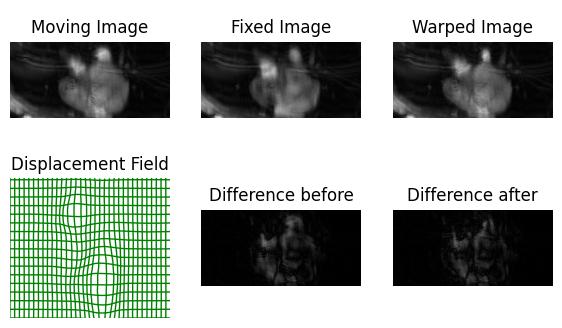 Moving Image
Fixed Image
Warped Image
Displacement Field
Difference before
Difference after